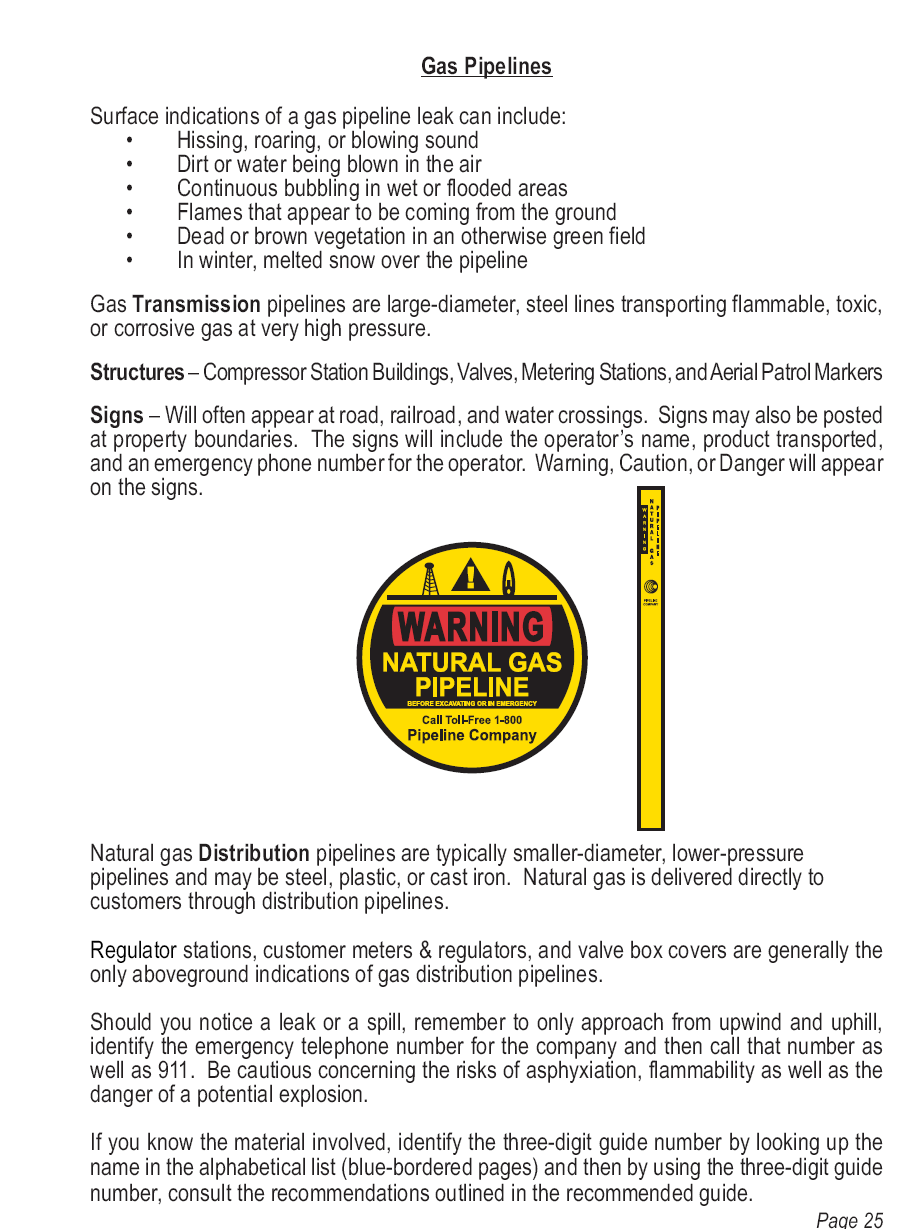 Gas Pipelines
Surface indications of a gas pipeline leak can include:
• Hissing, roaring, or blowing sound
• Dirt or water being blown in the air
• Continuous bubbling in wet or flooded areas
• Flames that appear to be coming from the ground
• Dead or brown vegetation in an otherwise green field
• In winter, melted snow over the pipeline
Gas Transmission pipelines are large-diameter, steel lines transporting flammable, toxic,
or corrosive gas at very high pressure.
Structures – Compressor Station Buildings, Valves, Metering Stations, and Aerial Patrol Markers
Signs – Will often appear at road, railroad, and water crossings. Signs may also be posted
at property boundaries. The signs will include the operator’s name, product transported,
and an emergency phone number for the operator. Warning, Caution, or Danger will appear
on the signs.
!
WARNING
NATURAL GAS
PIPELINE
BEFORE EXCAVATING OR IN EMERGENCY
Call Toll-Free 1-800
Pipeline Company
WARNING
NATURAL GAS
PIPELINE
PIPELINE
COMPANY
Natural gas Distribution pipelines are typically smaller-diameter, lower-pressure
pipelines and may be steel, plastic, or cast iron. Natural gas is delivered directly to
customers through distribution pipelines.
Regulator stations, customer meters & regulators, and valve box covers are generally the
only aboveground indications of gas distribution pipelines.
Should you notice a leak or a spill, remember to only approach from upwind and uphill,
identify the emergency telephone number for the company and then call that number as
well as 911. Be cautious concerning the risks of asphyxiation, flammability as well as the
danger of a potential explosion.
If you know the material involved, identify the three-digit guide number by looking up the
name in the alphabetical list (blue-bordered pages) and then by using the three-digit guide
number, consult the recommendations outlined in the recommended guide.
Page 25